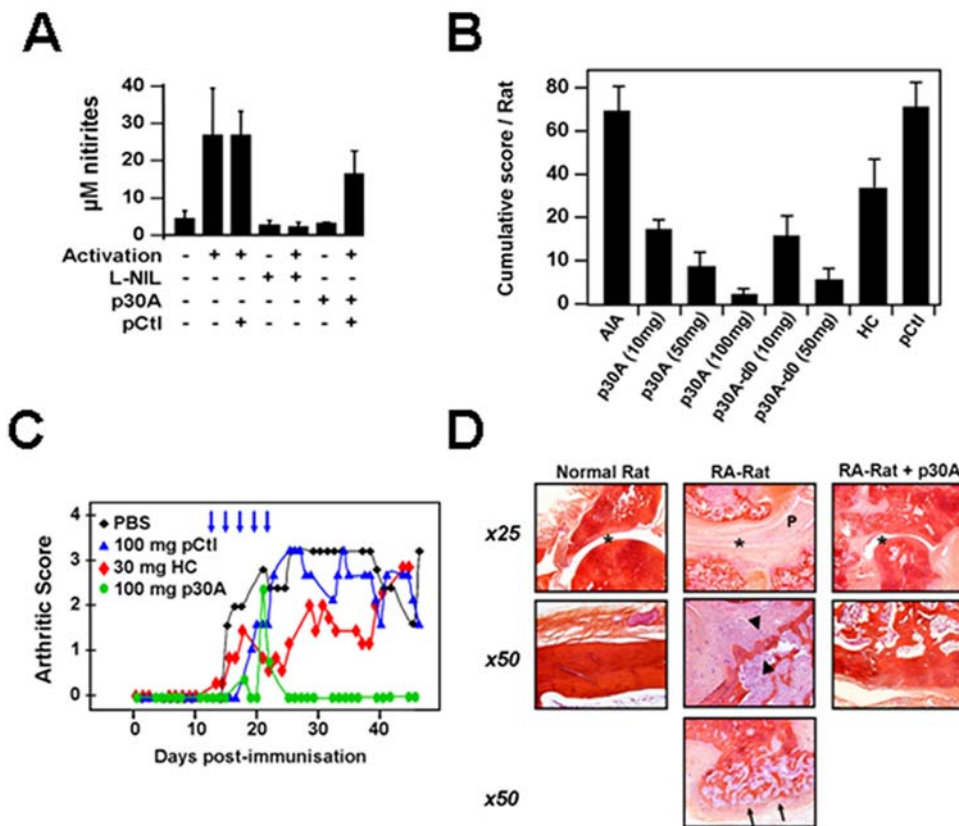 A
40
30
20
10
0
µM nitirites
Activation - + + - + - +
L-NIL - - - + + - -
p30A - - - - - + +
pCtl - - + - - - +
B
80
60
40
20
20
0
Cumulative score / Rat
AIA
p30A (10mg)
p30A (50mg)
p30A (100mg)
p30A-d0 (10mg)
p30A-d0 (50mg)
HC
pCtl
C
4
3
2
1
0
Arthritic Score
PBS
100 mg pCtl
30 mg HC
100 mg p30A
0 10 20 30 40
Days post-immunisation
D
Normal Rat RA-Rat RA-Rat + p30A
x25
* * P *
x50
x50